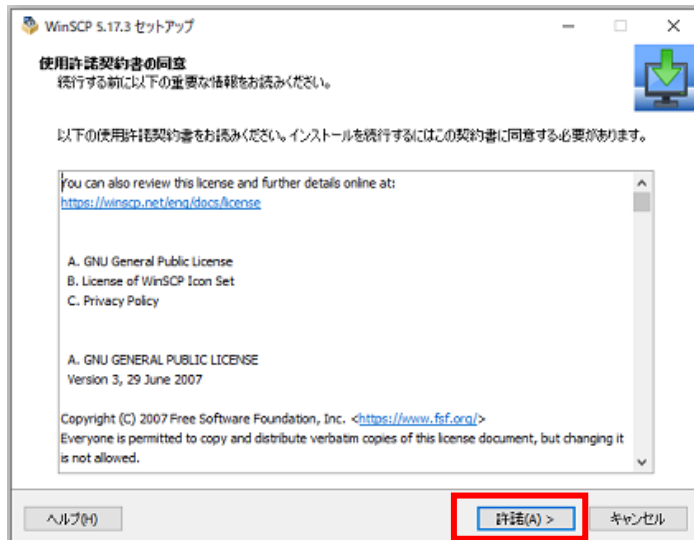 WinSCP 5.17.3 セットアップ
使用許諾契約書の同意
続行する前に以下の重要な情報をお読みください。
以下の使用許諾契約書をお読みください。インストールを続行するにはこの契約書に同意する必要があります。
You can also review this license and further details online at:
https://winscp.net/eng/docs/license
A. GNU General Public License
B. License of WinSCP Icon Set
C. Privacy Policy
A. GNU GENERAL PUBLIC LICENSE
Version 3, 29 June 2007
Copyright (C) 2007 Free Software Foundation, Inc. <https://www.fsf.org/>
Everyone is permitted to copy and distribute verbatim copies of this license document, but changing it
is not allowed.
ヘルプ(H)
許諾(A) >
キャンセル